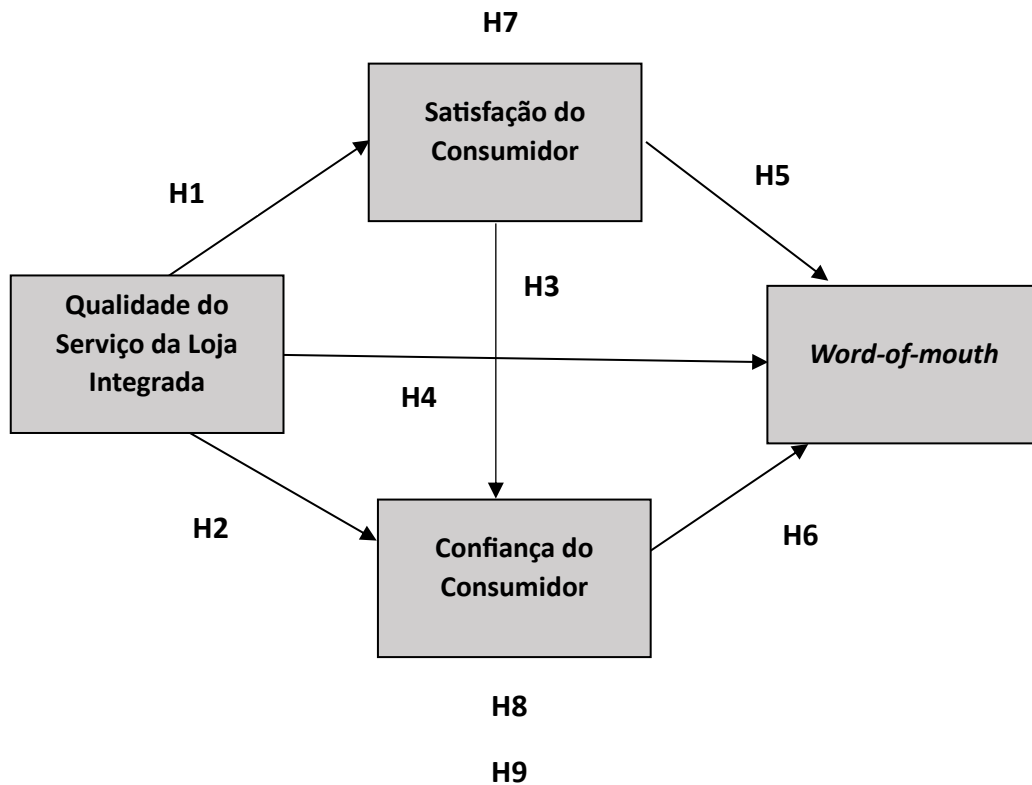 H7
Satisfação do
Consumidor
H1
H5
H3
Qualidade do
Serviço da Loja
Integrada
Word-of-mouth
H4
H2
Confiança do
Consumidor
H6
H8
H9